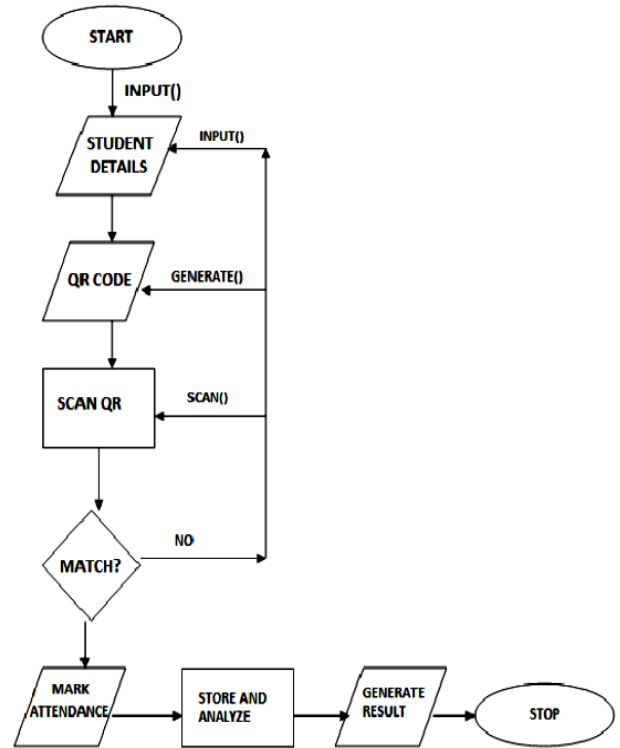 START
INPUT()
STUDENT
DETAILS
INPUT()
QR CODE
GENERATE()
SCAN QR
SCAN()
MATCH?
NO
MARK
ATTENDANCE
STORE AND
ANALYZE
GENERATE
RESULT
STOP